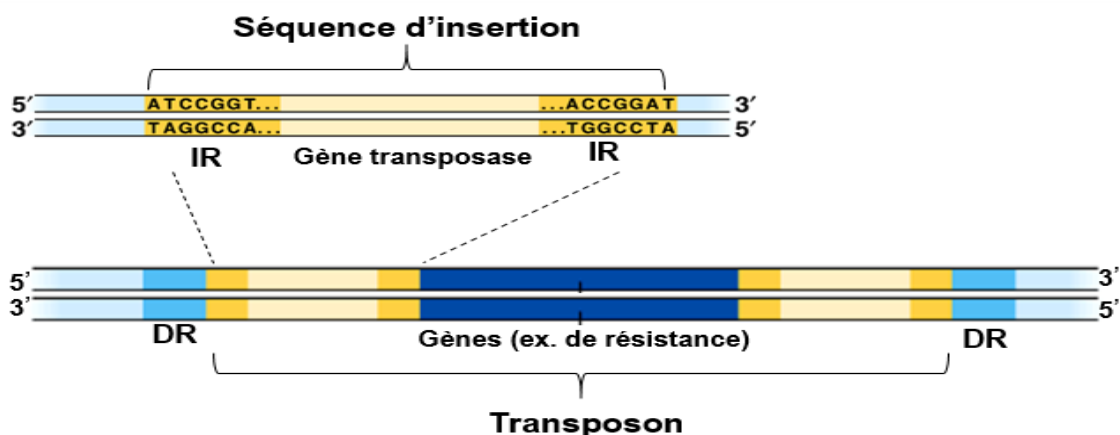 Séquence d'insertion
5′ ATCCGGT... ...ACCGGAT 3′
3′ TAGGCCA... ...TGGCCTA 5′
IR Gène transposase IR
5’ 3’
3’ 5’
DR Gènes (ex. de résistance) DR
Transposon